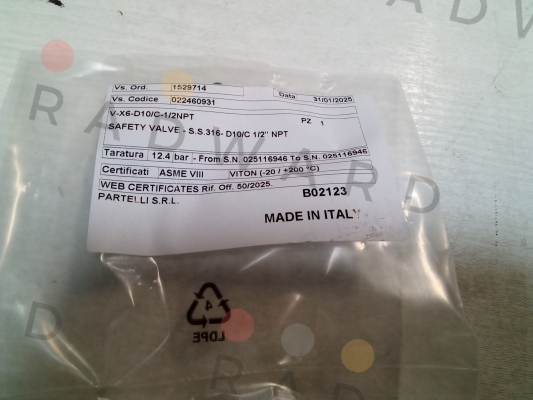 Vs. Ord. 1529714 Data 31/01/2025
Vs. Codice 022460931
V-X6-D10/C-1/2NPT PZ 1
SAFETY VALVE - S.S.316- D10/C 1/2" NPT
Taratura 12.4 bar - From S.N. 025116946 To S.N. 025116946
Certificati ASME VIII VITON (-20 / +200 °C)
WEB CERTIFICATES Rif. Off. 50/2025. B02123
PARTELLI S.R.L.
MADE IN ITALY
4
LDPE
RADWARD
RADWARD